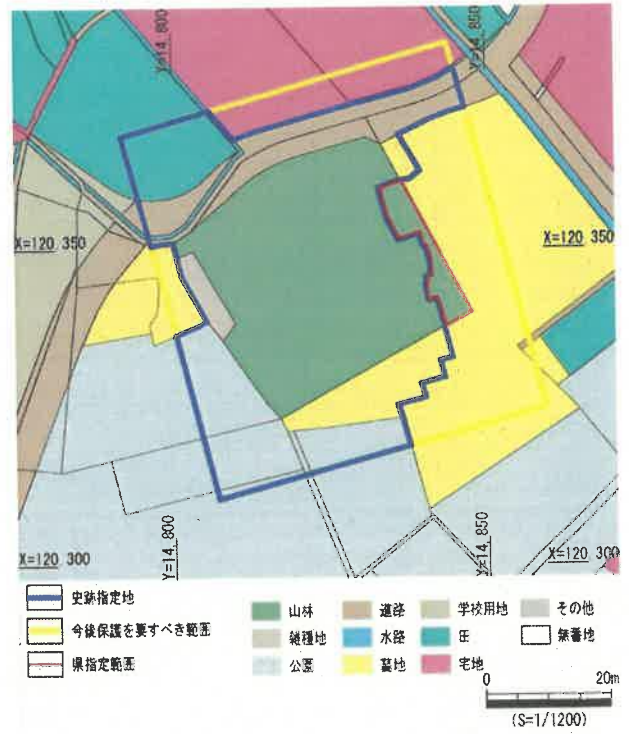 Y=14 800
Y=14 850
X=120 350
X=120 350
Y=14 800
Y=14 850
X=120 300
X=120 300
史跡指定地
今後保護を要すべき範囲
県指定範囲
山林
雑種地
公園
道路
水路
墓地
学校用地
田
宅地
その他
無番地
0 20m
(S=1/1200)